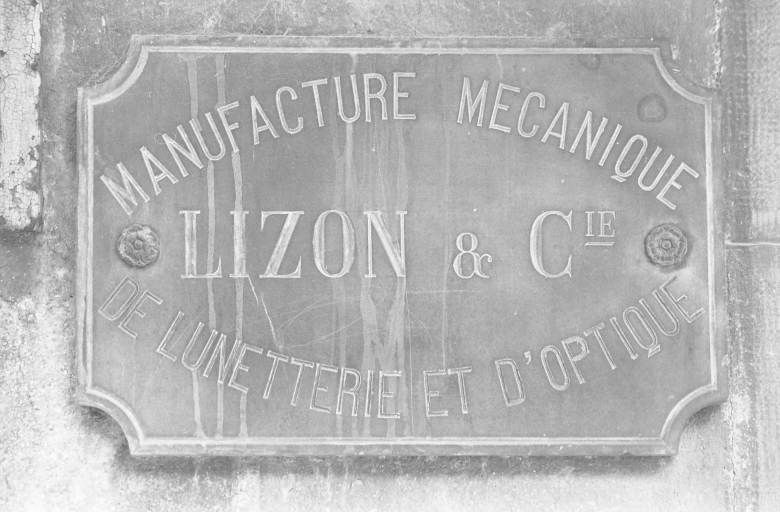 MANUFACTURE MECANIQUE
LIZON & CIE
DE LUNETTERIE ET D'OPTIQUE